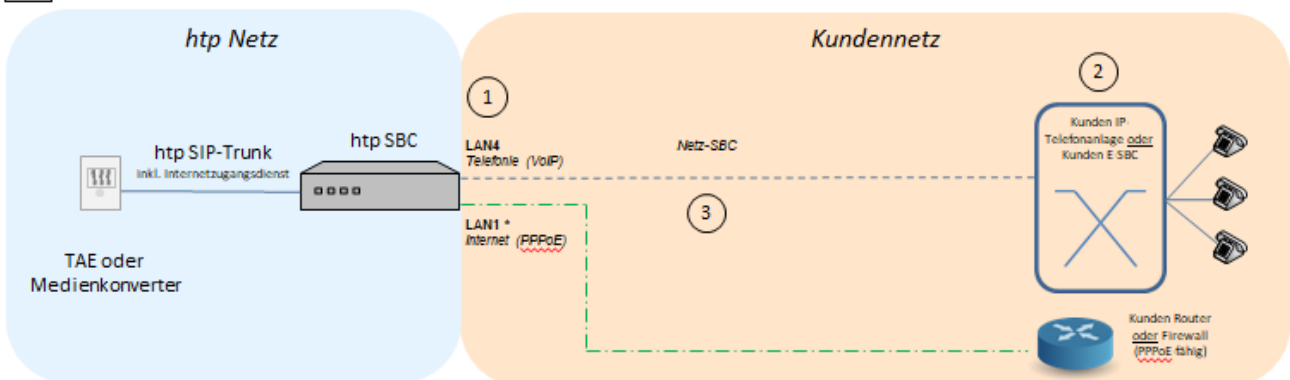 htp Netz
Kundennetz
1
2
htp SIP-Trunk
inkl. Internetzugangsdienst
htp SBC
LAN4
Telefonie (VoIP)
Netz-SBC
Kunden IP-
Telefonanlage oder
Kunden E SBC
3
LAN1 *
Internet (PPPoE)
TAE oder
Medienkonverter
Kunden Router
oder Firewall
(PPPoE fähig)